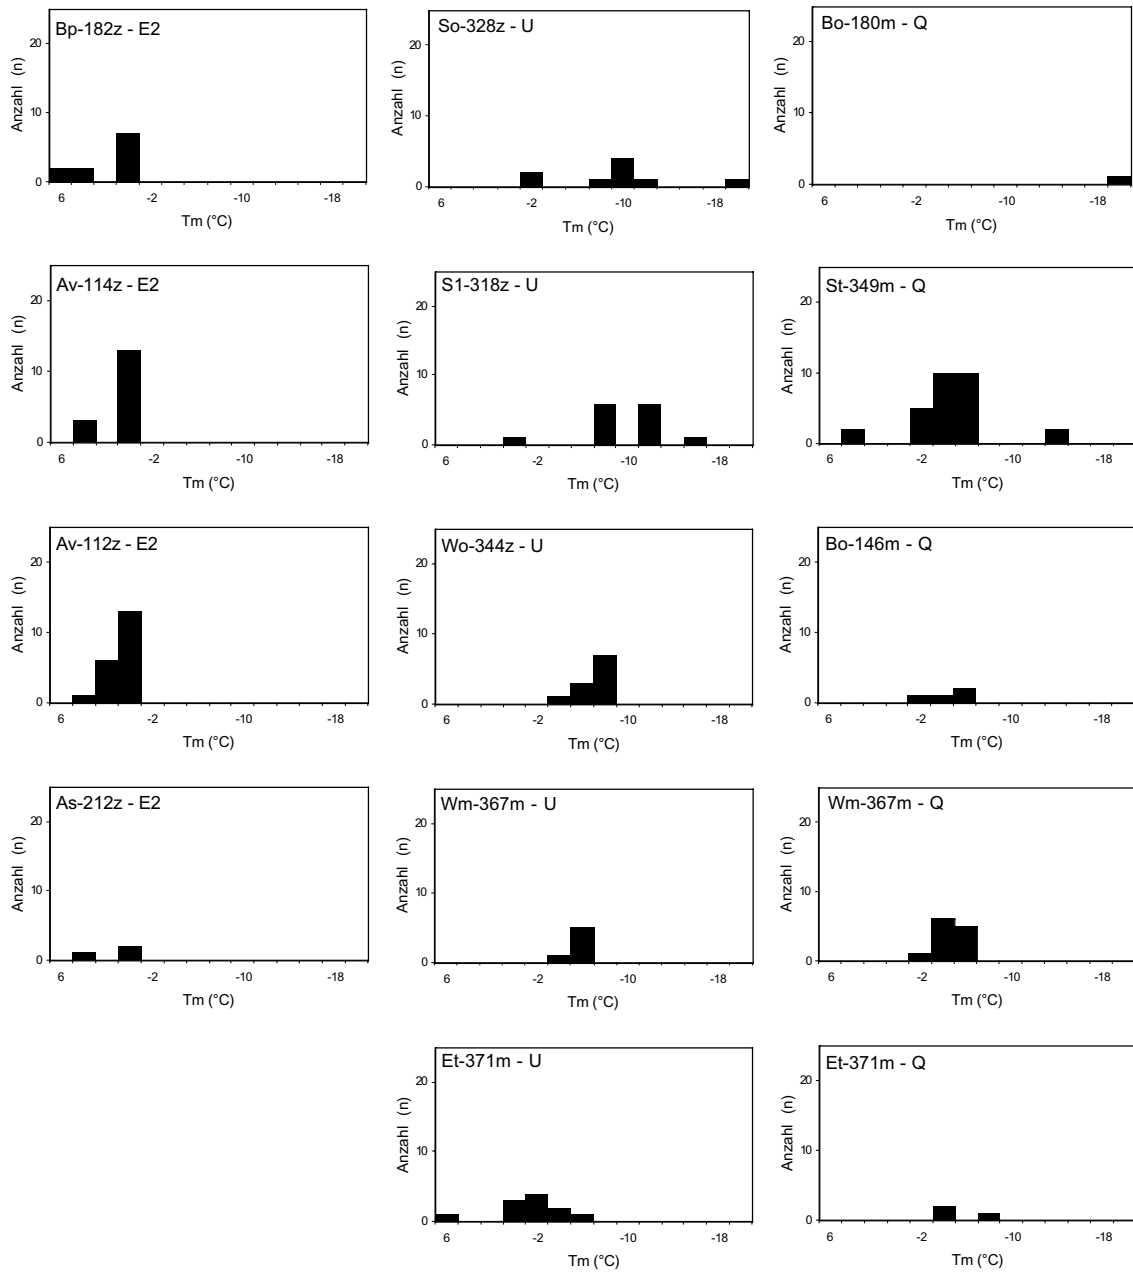 Bp-182z - E2
Anzahl (n)
20
10
0
6 -2 -10 -18
Tm (°C)
So-328z - U
Anzahl (n)
20
10
0
6 -2 -10 -18
Tm (°C)
Bo-180m - Q
Anzahl (n)
20
10
0
6 -2 -10 -18
Tm (°C)
Av-114z - E2
Anzahl (n)
20
10
0
6 -2 -10 -18
Tm (°C)
S1-318z - U
Anzahl (n)
20
10
0
6 -2 -10 -18
Tm (°C)
St-349m - Q
Anzahl (n)
20
10
0
6 -2 -10 -18
Tm (°C)
Av-112z - E2
Anzahl (n)
20
10
0
6 -2 -10 -18
Tm (°C)
Wo-344z - U
Anzahl (n)
20
10
0
6 -2 -10 -18
Tm (°C)
Bo-146m - Q
Anzahl (n)
20
10
0
6 -2 -10 -18
Tm (°C)
As-212z - E2
Anzahl (n)
20
10
0
6 -2 -10 -18
Tm (°C)
Wm-367m - U
Anzahl (n)
20
10
0
6 -2 -10 -18
Tm (°C)
Wm-367m - Q
Anzahl (n)
20
10
0
6 -2 -10 -18
Tm (°C)
Et-371m - U
Anzahl (n)
20
10
0
6 -2 -10 -18
Tm (°C)
Et-371m - Q
Anzahl (n)
20
10
0
6 -2 -10 -18
Tm (°C)